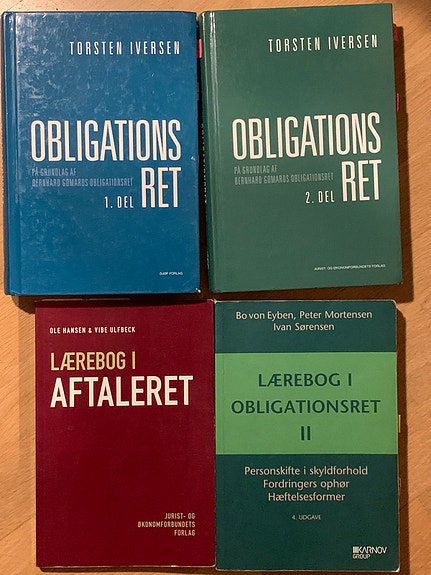 TORSTEN IVERSEN
OBLIGATIONS
PÅ GRUNDLAG AF
BERNHARD GOMARDS OBLIGATIONSRET
RET
1. DEL
DJØF FORLAG
TORSTEN IVERSEN
OBLIGATIONS
PÅ GRUNDLAG AF
BERNHARD GOMARDS OBLIGATIONSRET
RET
2. DEL
JURIST- OG ØKONOMFORBUNDETS FORLAG
OLE HANSEN & VIBE ULFBECK
LÆREBOG I
AFTALERET
JURIST- OG
ØKONOMFORBUNDETS
FORLAG
Bo von Eyben, Peter Mortensen
Ivan Sørensen
LÆREBOG I
OBLIGATIONSRET
II
Personskifte i skyldforhold
Fordringers ophør
Hæftelsesformer
4. UDGAVE
KARNOV
GROUP